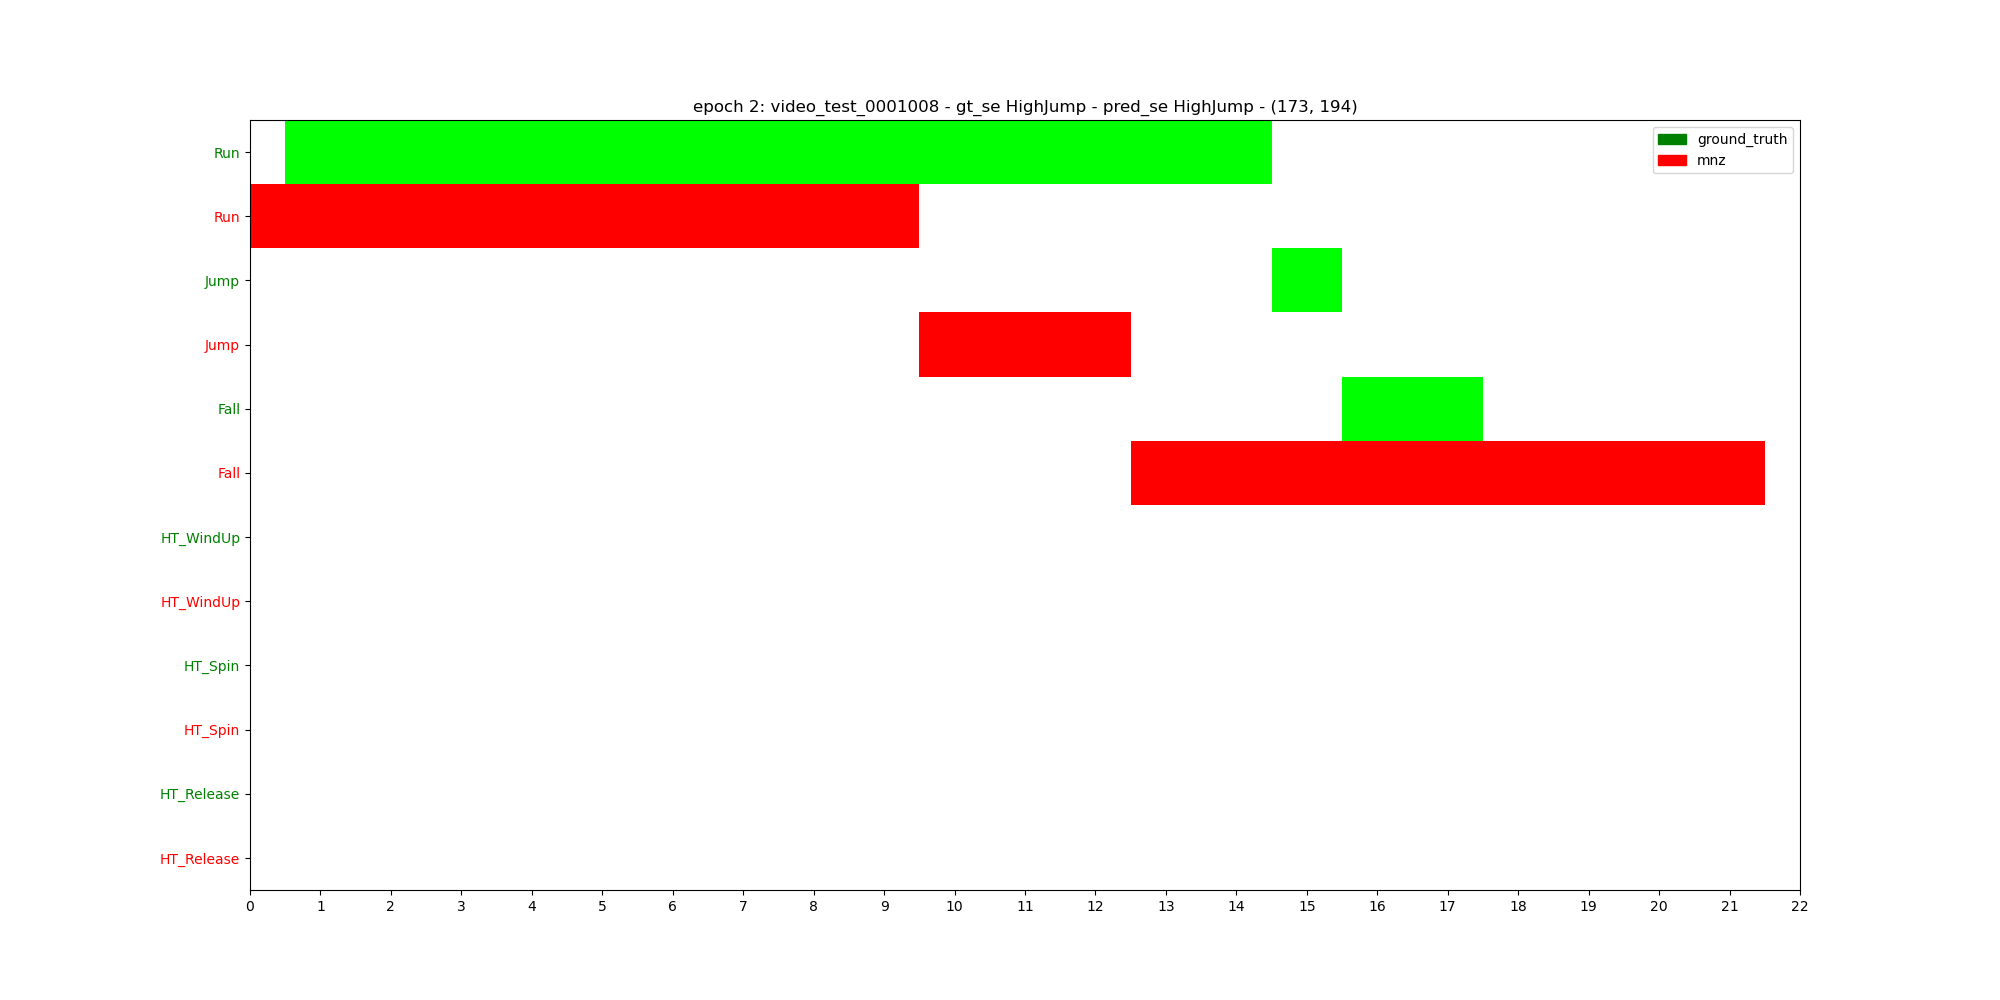 epoch 2: video_test_0001008 - gt_se HighJump - pred_se HighJump - (173, 194)
ground_truth
mnz
Run
Run
Jump
Jump
Fall
Fall
HT_WindUp
HT_WindUp
HT_Spin
HT_Spin
HT_Release
HT_Release
0 1 2 3 4 5 6 7 8 9 10 11 12 13 14 15 16 17 18 19 20 21 22